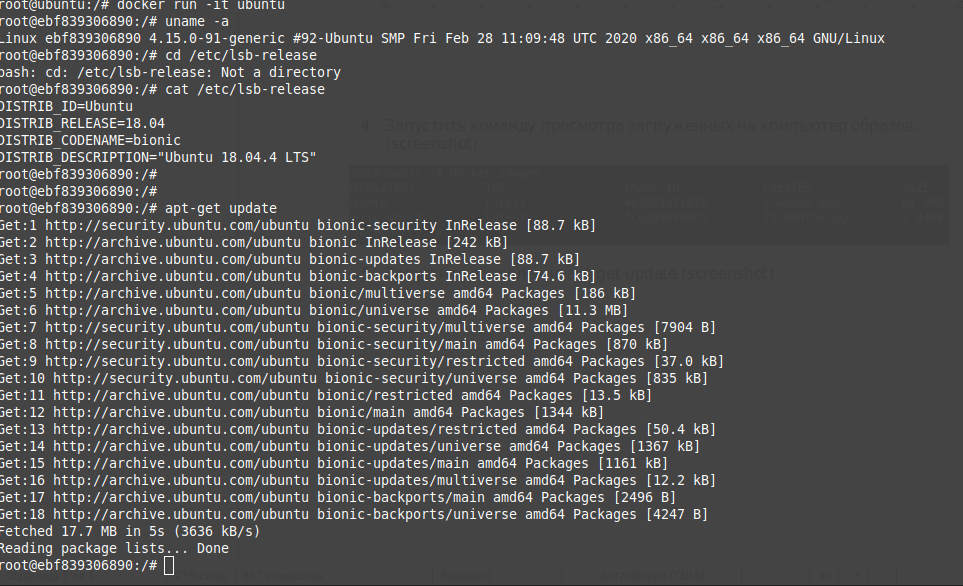 root@ubuntu:/# docker run -it ubuntu
root@ebf839306890:/# uname -a
Linux ebf839306890 4.15.0-91-generic #92-Ubuntu SMP Fri Feb 28 11:09:48 UTC 2020 x86_64 x86_64 x86_64 GNU/Linux
root@ebf839306890:/# cd /etc/lsb-release
bash: cd: /etc/lsb-release: Not a directory
root@ebf839306890:/# cat /etc/lsb-release
DISTRIB_ID=Ubuntu
DISTRIB_RELEASE=18.04
DISTRIB_CODENAME=bionic
DISTRIB_DESCRIPTION="Ubuntu 18.04.4 LTS"
root@ebf839306890:/#
root@ebf839306890:/#
root@ebf839306890:/# apt-get update
Get:1 http://security.ubuntu.com/ubuntu bionic-security InRelease [88.7 kB]
Get:2 http://archive.ubuntu.com/ubuntu bionic InRelease [242 kB]
Get:3 http://archive.ubuntu.com/ubuntu bionic-updates InRelease [88.7 kB]
Get:4 http://archive.ubuntu.com/ubuntu bionic-backports InRelease [74.6 kB]
Get:5 http://archive.ubuntu.com/ubuntu bionic/multiverse amd64 Packages [186 kB]
Get:6 http://archive.ubuntu.com/ubuntu bionic/universe amd64 Packages [11.3 MB]
Get:7 http://security.ubuntu.com/ubuntu bionic-security/multiverse amd64 Packages [7904 B]
Get:8 http://security.ubuntu.com/ubuntu bionic-security/main amd64 Packages [870 kB]
Get:9 http://security.ubuntu.com/ubuntu bionic-security/restricted amd64 Packages [37.0 kB]
Get:10 http://security.ubuntu.com/ubuntu bionic-security/universe amd64 Packages [835 kB]
Get:11 http://archive.ubuntu.com/ubuntu bionic/restricted amd64 Packages [13.5 kB]
Get:12 http://archive.ubuntu.com/ubuntu bionic/main amd64 Packages [1344 kB]
Get:13 http://archive.ubuntu.com/ubuntu bionic-updates/restricted amd64 Packages [50.4 kB]
Get:14 http://archive.ubuntu.com/ubuntu bionic-updates/universe amd64 Packages [1367 kB]
Get:15 http://archive.ubuntu.com/ubuntu bionic-updates/main amd64 Packages [1161 kB]
Get:16 http://archive.ubuntu.com/ubuntu bionic-updates/multiverse amd64 Packages [12.2 kB]
Get:17 http://archive.ubuntu.com/ubuntu bionic-backports/main amd64 Packages [2496 B]
Get:18 http://archive.ubuntu.com/ubuntu bionic-backports/universe amd64 Packages [4247 B]
Fetched 17.7 MB in 5s (3636 kB/s)
Reading package lists... Done
root@ebf839306890:/#
4. Запустить команду просмотра загруженных на компьютер образов.
(screenshot)
get update (screenshot)